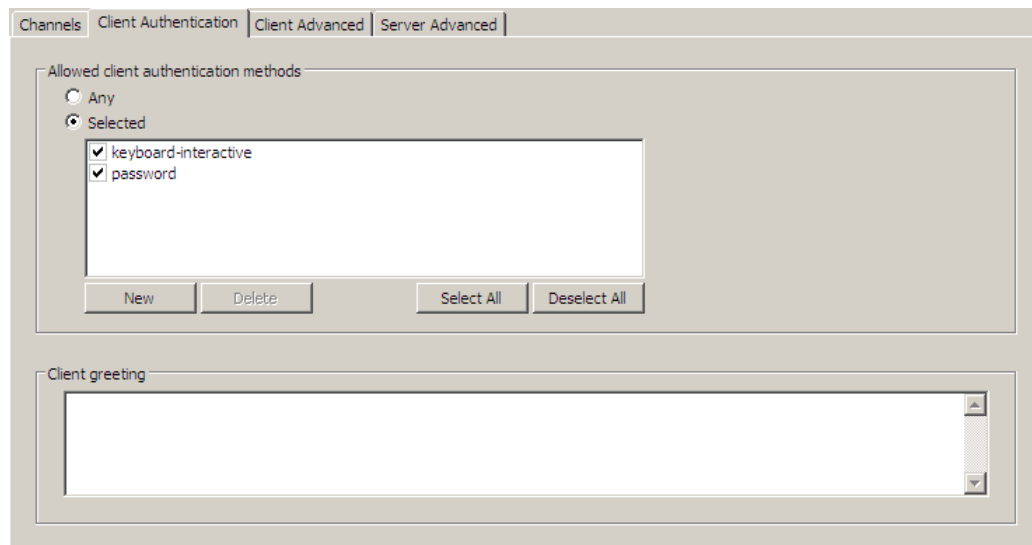 Channels Client Authentication Client Advanced Server Advanced
Allowed client authentication methods
Any
Selected
keyboard-interactive
password
New Delete Select All Deselect All
Client greeting